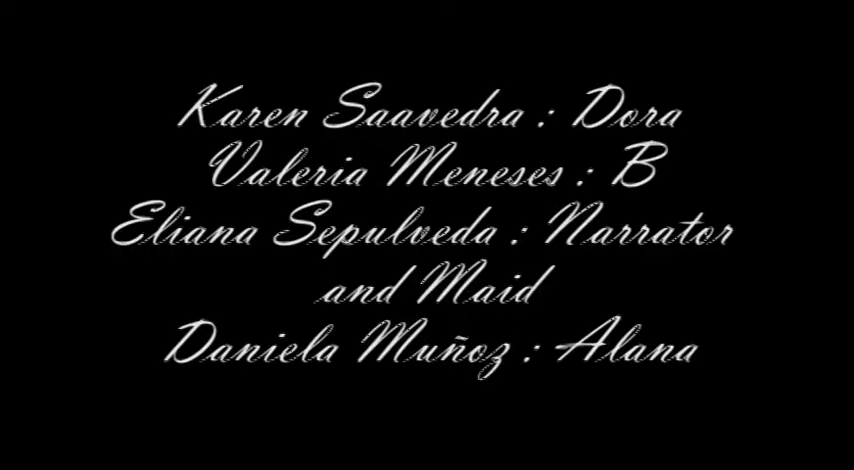 Karen Saavedra : Dora
Valeria Meneses : B
Eliana Sepulveda : Narrator
and Maid
Daniela Muñoz : Alana